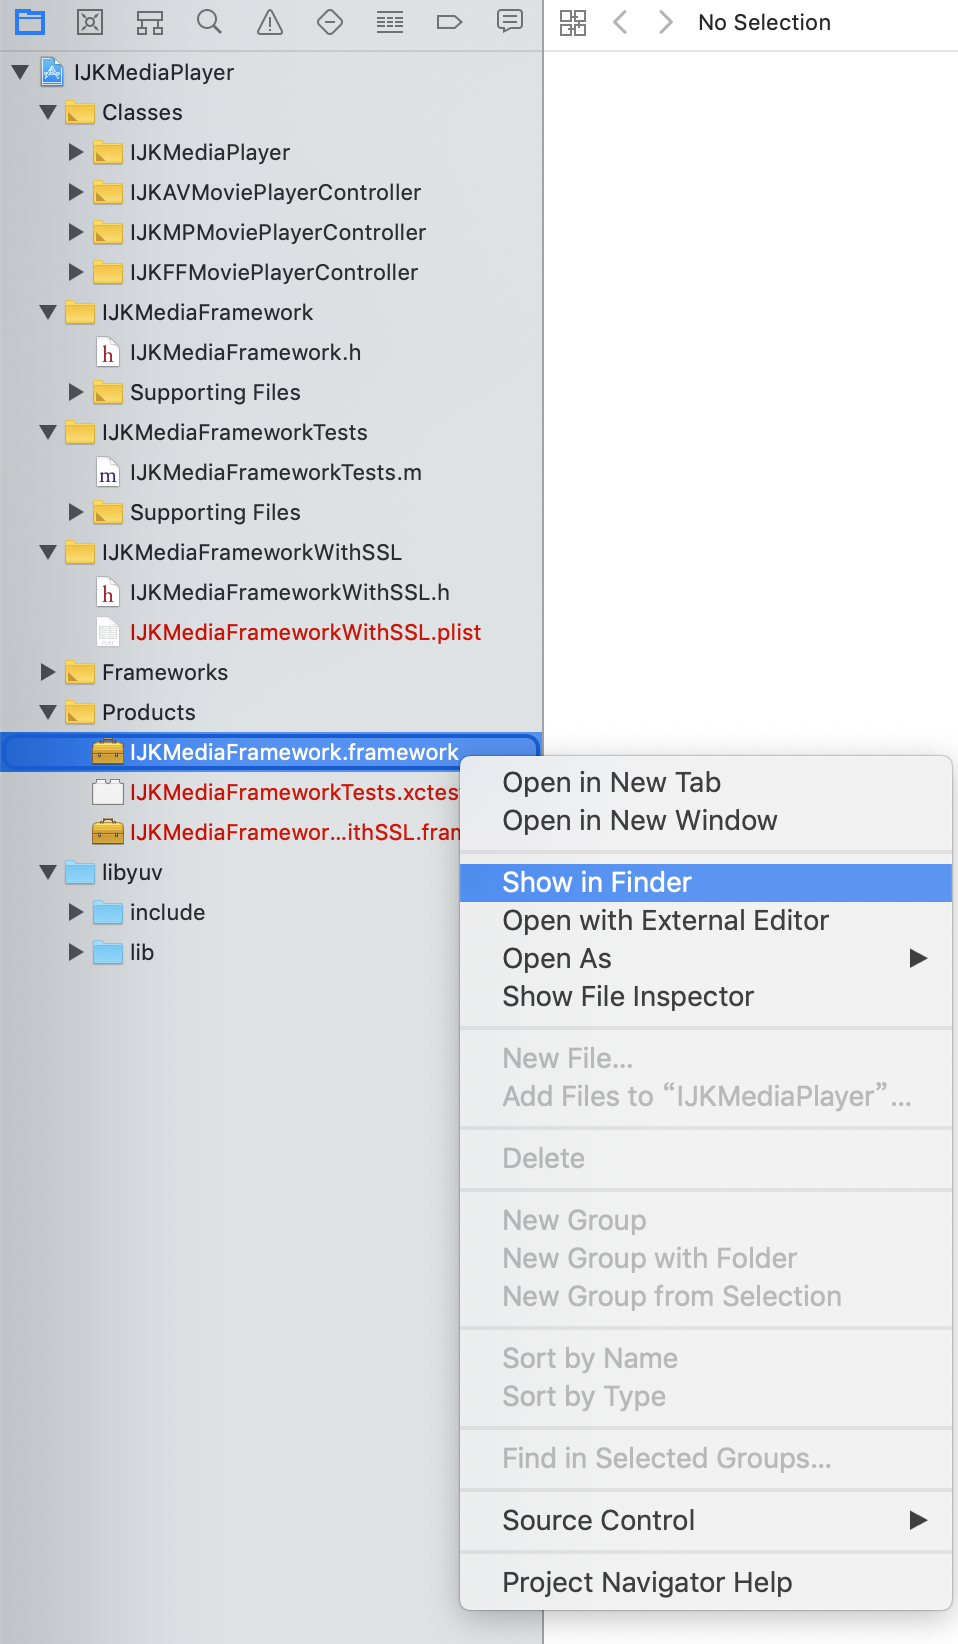 No Selection
IJKMediaPlayer
Classes
IJKMediaPlayer
IJKAVMoviePlayerController
IJKMPMoviePlayerController
IJKFFMoviePlayerController
IJKMediaFramework
h IJKMediaFramework.h
Supporting Files
IJKMediaFrameworkTests
m IJKMediaFrameworkTests.m
Supporting Files
IJKMediaFrameworkWithSSL
h IJKMediaFrameworkWithSSL.h
IJKMediaFrameworkWithSSL.plist
Frameworks
Products
IJKMediaFramework.framework
IJKMediaFrameworkTests.xctes
IJKMediaFramewor...ithSSL.fram
libyuv
include
lib
Open in New Tab
Open in New Window
Show in Finder
Open with External Editor
Open As
Show File Inspector
New File...
Add Files to “IJKMediaPlayer”...
Delete
New Group
New Group with Folder
New Group from Selection
Sort by Name
Sort by Type
Find in Selected Groups...
Source Control
Project Navigator Help